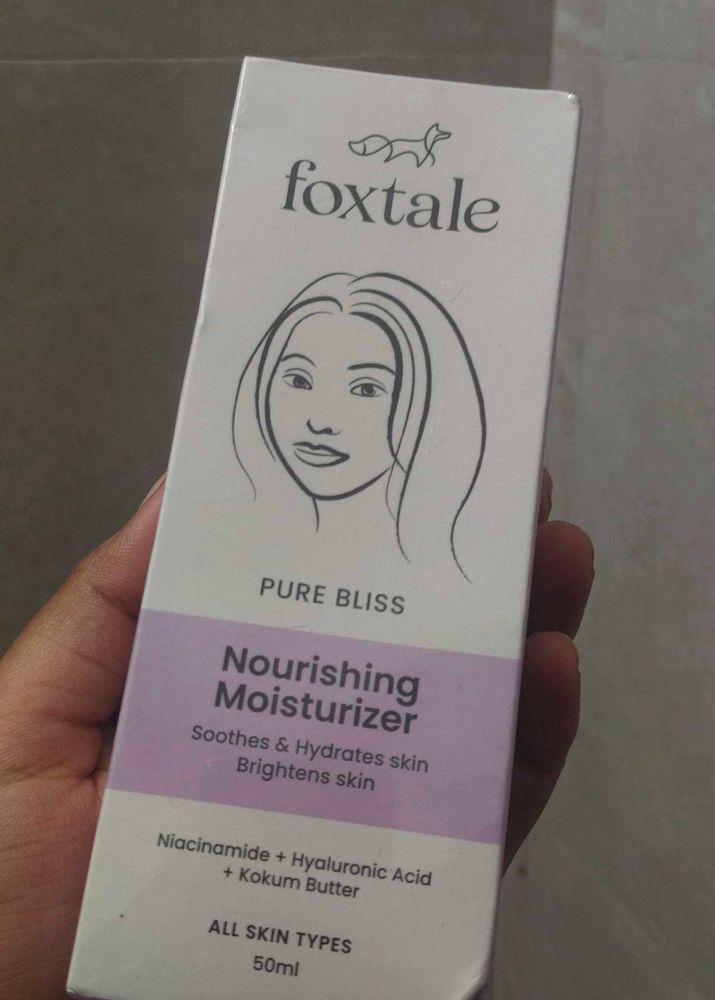 foxtale
PURE BLISS
Nourishing
Moisturizer
Soothes & Hydrates skin
Brightens skin
Niacinamide + Hyaluronic Acid
+ Kokum Butter
ALL SKIN TYPES
50ml